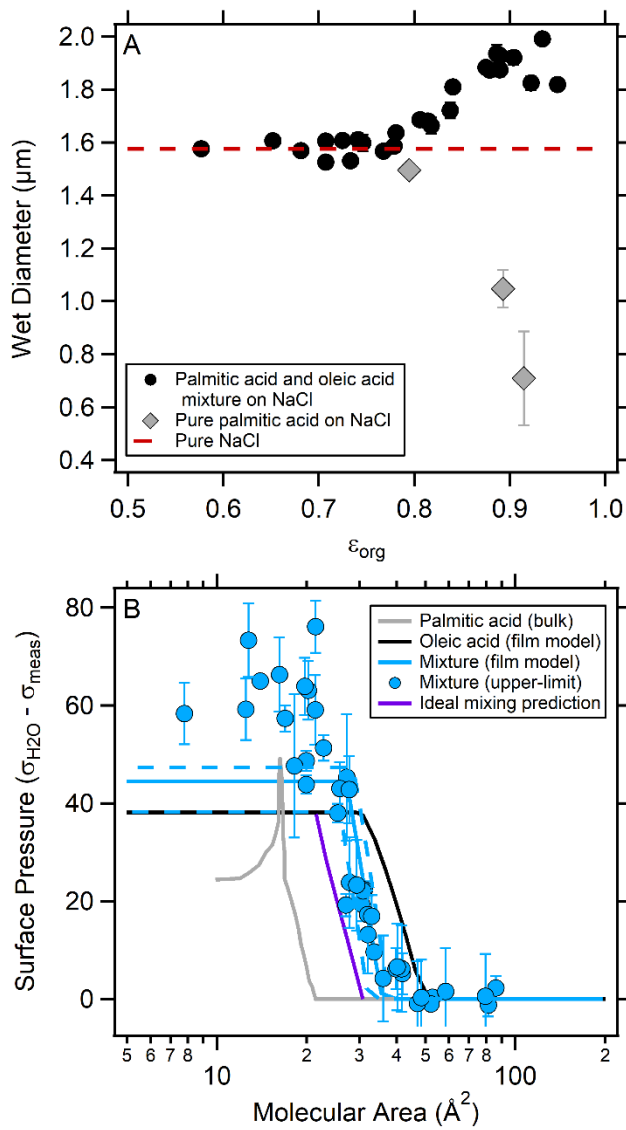 A
2.0
1.8
1.6
1.4
1.2
1.0
0.8
0.6
0.4
Wet Diameter (µm)
Palmitic acid and oleic acid
mixture on NaCl
Pure palmitic acid on NaCl
Pure NaCl
0.5 0.6 0.7 0.8 0.9 1.0
εorg
B
80
60
40
20
0
Surface Pressure (σH2O - σmeas)
Palmitic acid (bulk)
Oleic acid (film model)
Mixture (film model)
Mixture (upper-limit)
Ideal mixing prediction
5 6 7 8 10 2 3 4 5 6 7 8 100 2
Molecular Area (Å²)